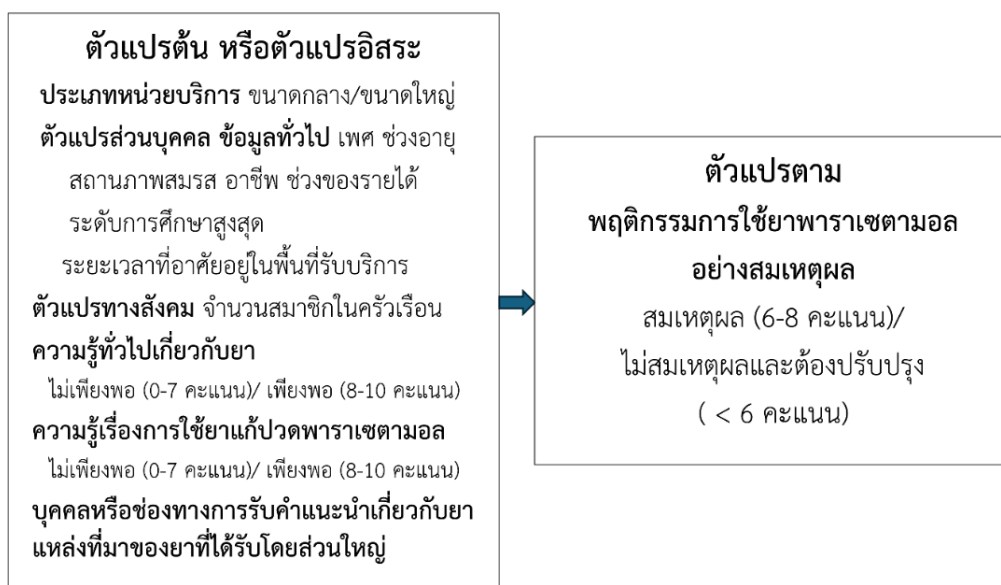 ตัวแปรต้น หรือตัวแปรอิสระ
ประเภทหน่วยบริการ ขนาดกลาง/ขนาดใหญ่
ตัวแปรส่วนบุคคล ข้อมูลทั่วไป เพศ ช่วงอายุ
สถานภาพสมรส อาชีพ ช่วงของรายได้
ระดับการศึกษาสูงสุด
ระยะเวลาที่อาศัยอยู่ในพื้นที่รับบริการ
ตัวแปรทางสังคม จำนวนสมาชิกในครัวเรือน
ความรู้ทั่วไปเกี่ยวกับยา
ไม่เพียงพอ (0-7 คะแนน)/ เพียงพอ (8-10 คะแนน)
ความรู้เรื่องการใช้ยาแก้ปวดพาราเซตามอล
ไม่เพียงพอ (0-7 คะแนน)/ เพียงพอ (8-10 คะแนน)
บุคคลหรือช่องทางการรับคำแนะนำเกี่ยวกับยา
แหล่งที่มาของยาที่ได้รับโดยส่วนใหญ่
ตัวแปรตาม
พฤติกรรมการใช้ยาพาราเซตามอล
อย่างสมเหตุผล
สมเหตุผล (6-8 คะแนน)/
ไม่สมเหตุผลและต้องปรับปรุง
( < 6 คะแนน)